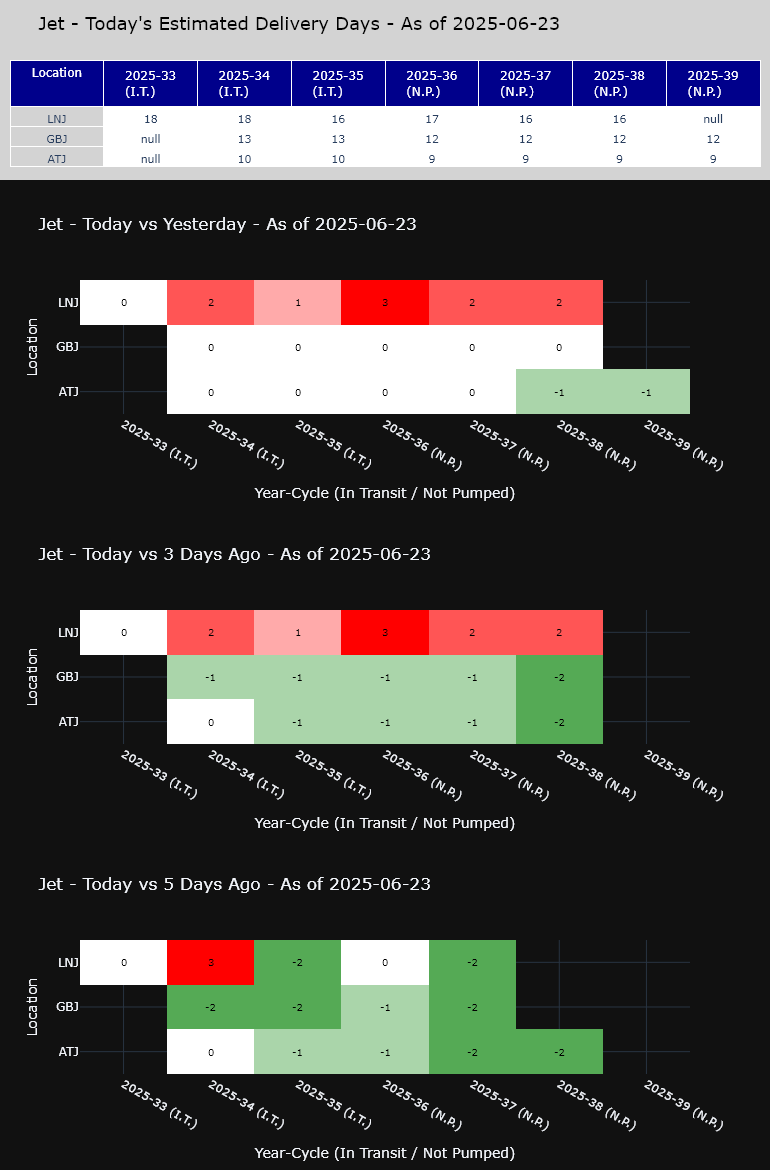 Jet - Today's Estimated Delivery Days - As of 2025-06-23
Location 2025-33 (I.T.) 2025-34 (I.T.) 2025-35 (I.T.) 2025-36 (N.P.) 2025-37 (N.P.) 2025-38 (N.P.) 2025-39 (N.P.)
LNJ 18 18 16 17 16 16 null
GBJ null 13 13 12 12 12 12
ATJ null 10 10 9 9 9 9
Jet - Today vs Yesterday - As of 2025-06-23
Location
LNJ 0 2 1 3 2 2
GBJ 0 0 0 0 0
ATJ 0 0 0 0 -1 -1
2025-33 (I.T.) 2025-34 (I.T.) 2025-35 (I.T.) 2025-36 (N.P.) 2025-37 (N.P.) 2025-38 (N.P.) 2025-39 (N.P.)
Year-Cycle (In Transit / Not Pumped)
Jet - Today vs 3 Days Ago - As of 2025-06-23
Location
LNJ 0 2 1 3 2 2
GBJ -1 -1 -1 -1 -2
ATJ 0 -1 -1 -1 -2
2025-33 (I.T.) 2025-34 (I.T.) 2025-35 (I.T.) 2025-36 (N.P.) 2025-37 (N.P.) 2025-38 (N.P.) 2025-39 (N.P.)
Year-Cycle (In Transit / Not Pumped)
Jet - Today vs 5 Days Ago - As of 2025-06-23
Location
LNJ 0 3 -2 0 -2
GBJ -2 -2 -1 -2
ATJ 0 -1 -1 -2 -2
2025-33 (I.T.) 2025-34 (I.T.) 2025-35 (I.T.) 2025-36 (N.P.) 2025-37 (N.P.) 2025-38 (N.P.) 2025-39 (N.P.)
Year-Cycle (In Transit / Not Pumped)